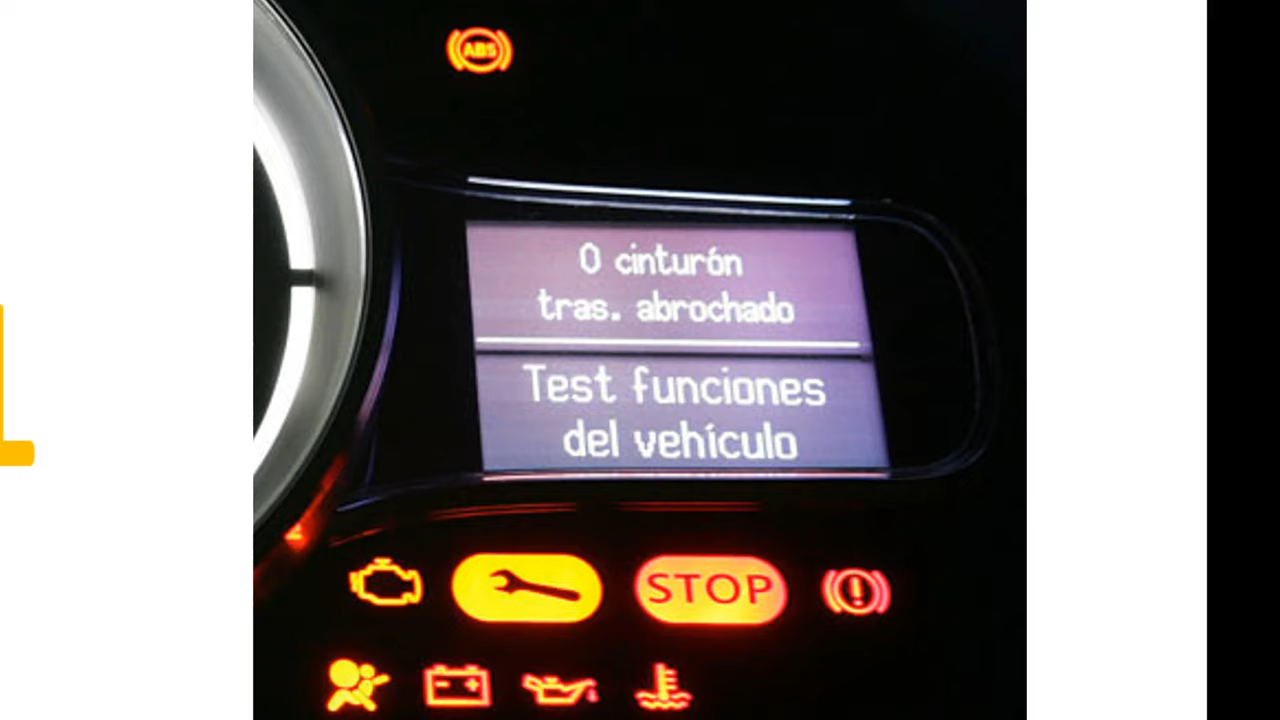 ABS
0 cinturón
tras. abrochado
Test funciones
del vehículo
STOP